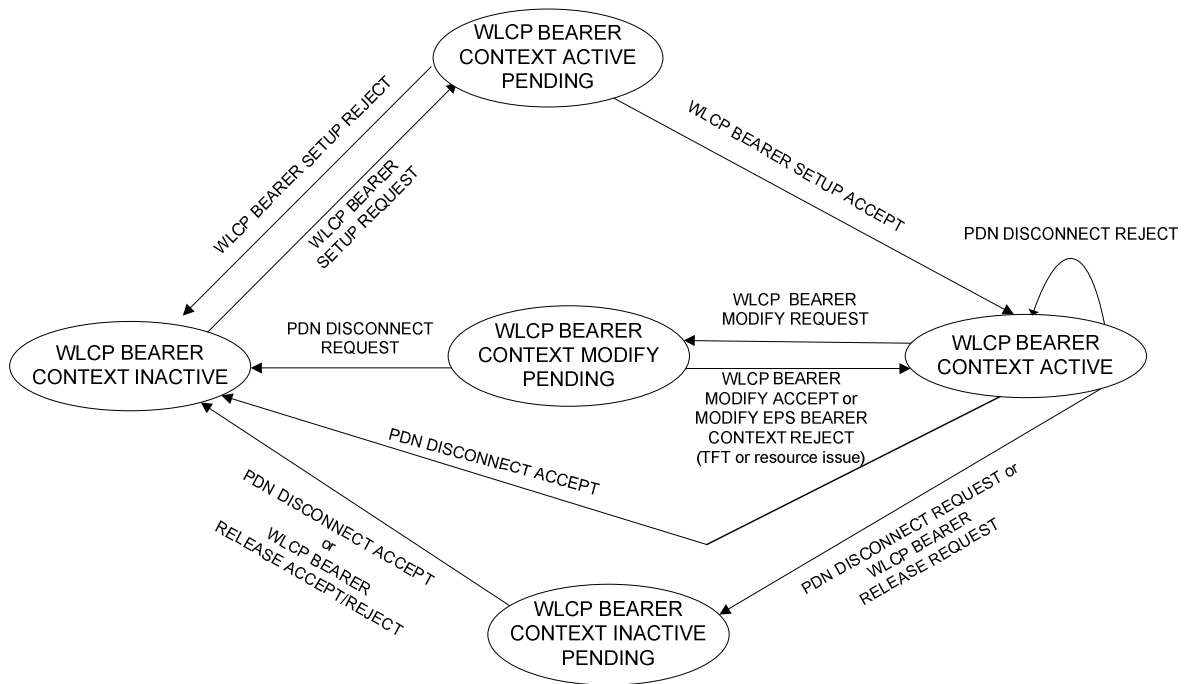 WLCP BEARER
CONTEXT ACTIVE
PENDING
WLCP BEARER SETUP REJECT
WLCP BEARER
SETUP REQUEST
WLCP BEARER SETUP ACCEPT
PDN DISCONNECT REJECT
WLCP BEARER
CONTEXT INACTIVE
PDN DISCONNECT
REQUEST
WLCP BEARER
CONTEXT MODIFY
PENDING
WLCP BEARER
MODIFY REQUEST
WLCP BEARER
CONTEXT ACTIVE
WLCP BEARER
MODIFY ACCEPT or
MODIFY EPS BEARER
CONTEXT REJECT
(TFT or resource issue)
PDN DISCONNECT ACCEPT
PDN DISCONNECT ACCEPT
or
WLCP BEARER
RELEASE ACCEPT/REJECT
PDN DISCONNECT REQUEST or
WLCP BEARER
RELEASE REQUEST
WLCP BEARER
CONTEXT INACTIVE
PENDING